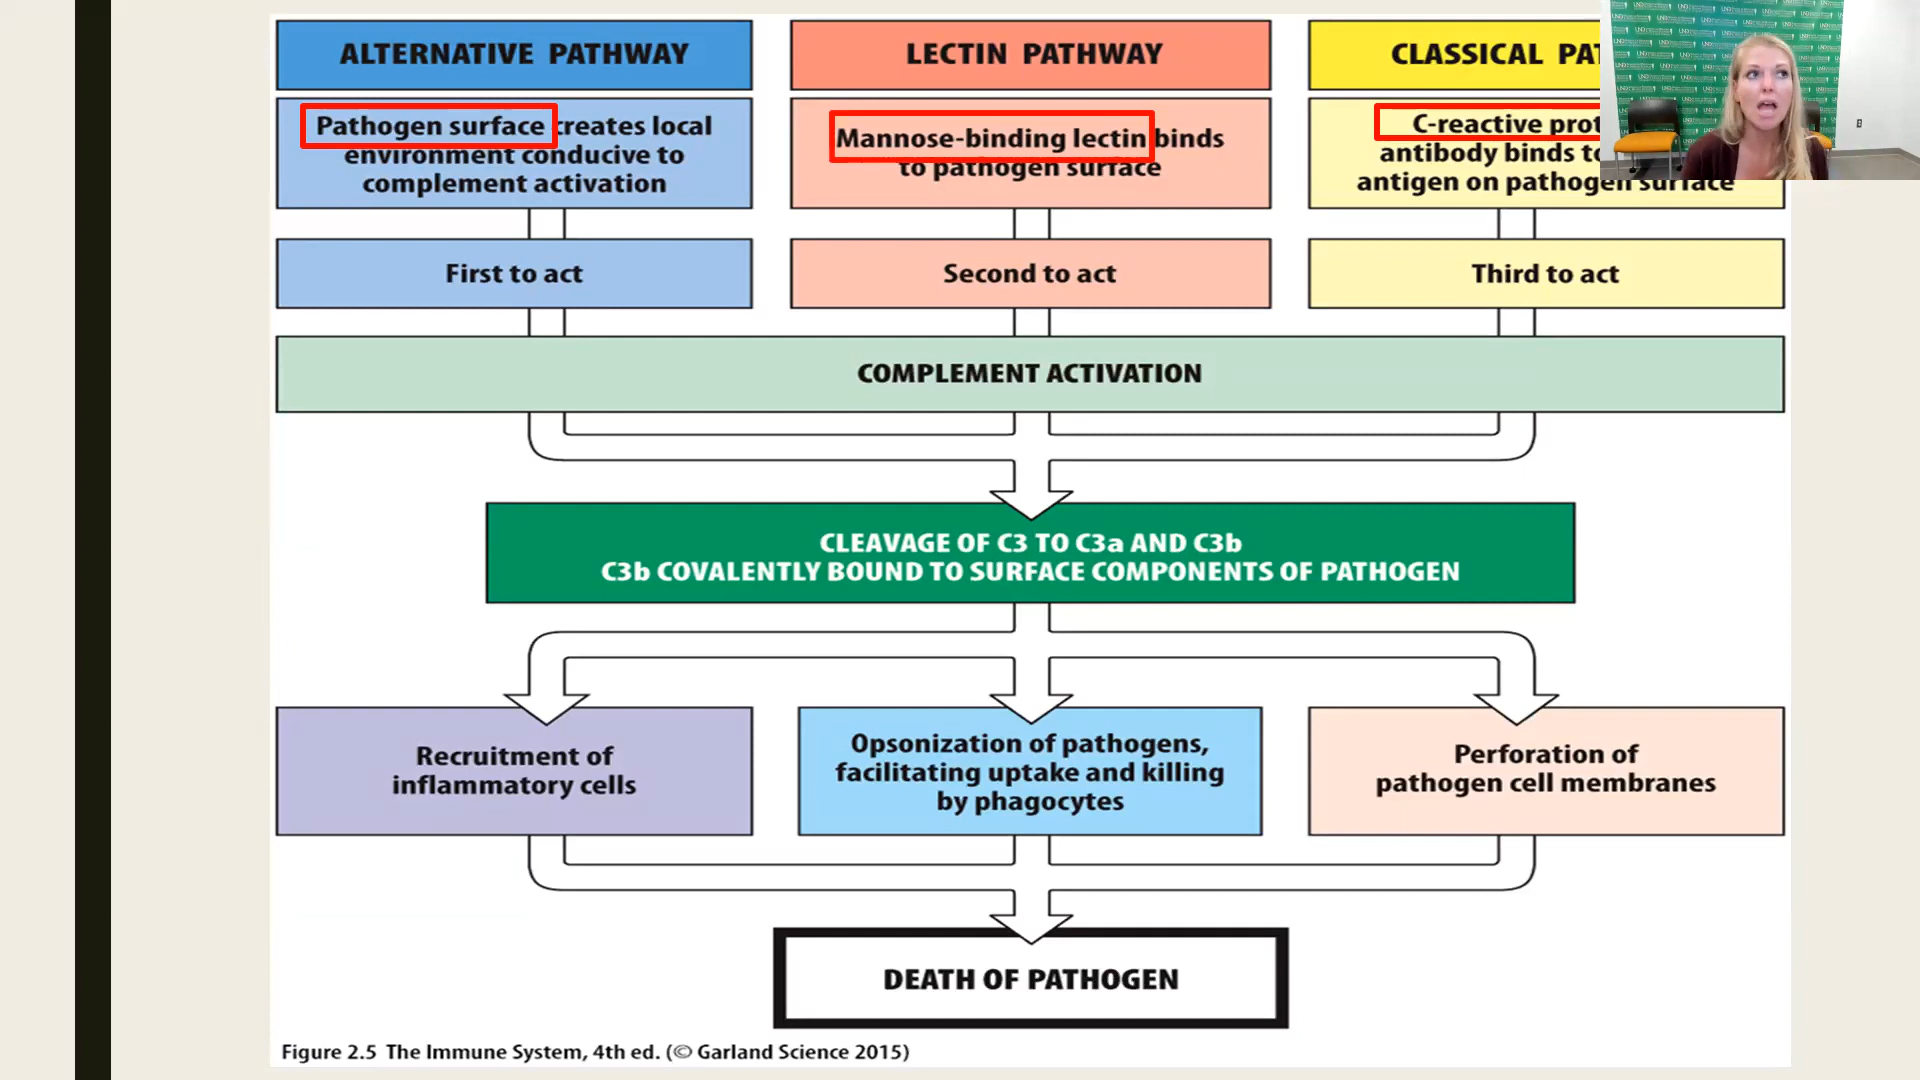 ALTERNATIVE PATHWAY
LECTIN PATHWAY
CLASSICAL
Pathogen surface creates local
environment conducive to
complement activation
Mannose-binding lectin binds
to pathogen surface
C-reactive
antibody binds
antigen on pathogen surface
First to act
Second to act
Third to act
COMPLEMENT ACTIVATION
CLEAVAGE OF C3 TO C3a AND C3b
C3b COVALENTLY BOUND TO SURFACE COMPONENTS OF PATHOGEN
Recruitment of
inflammatory cells
Opsonization of pathogens,
facilitating uptake and killing
by phagocytes
Perforation of
pathogen cell membranes
DEATH OF PATHOGEN
Figure 2.5 The Immune System, 4th ed. (© Garland Science 2015)